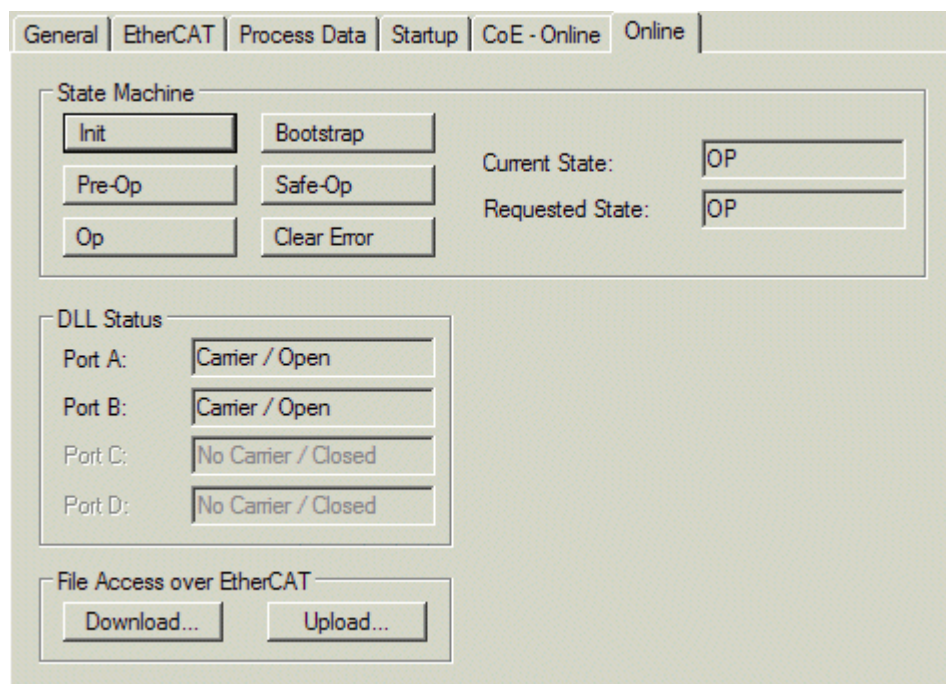 General EtherCAT Process Data Startup CoE - Online Online
State Machine
Init Bootstrap
Current State: OP
Pre-Op Safe-Op
Requested State: OP
Op Clear Error
DLL Status
Port A: Carrier / Open
Port B: Carrier / Open
Port C: No Carrier / Closed
Port D: No Carrier / Closed
File Access over EtherCAT
Download... Upload...